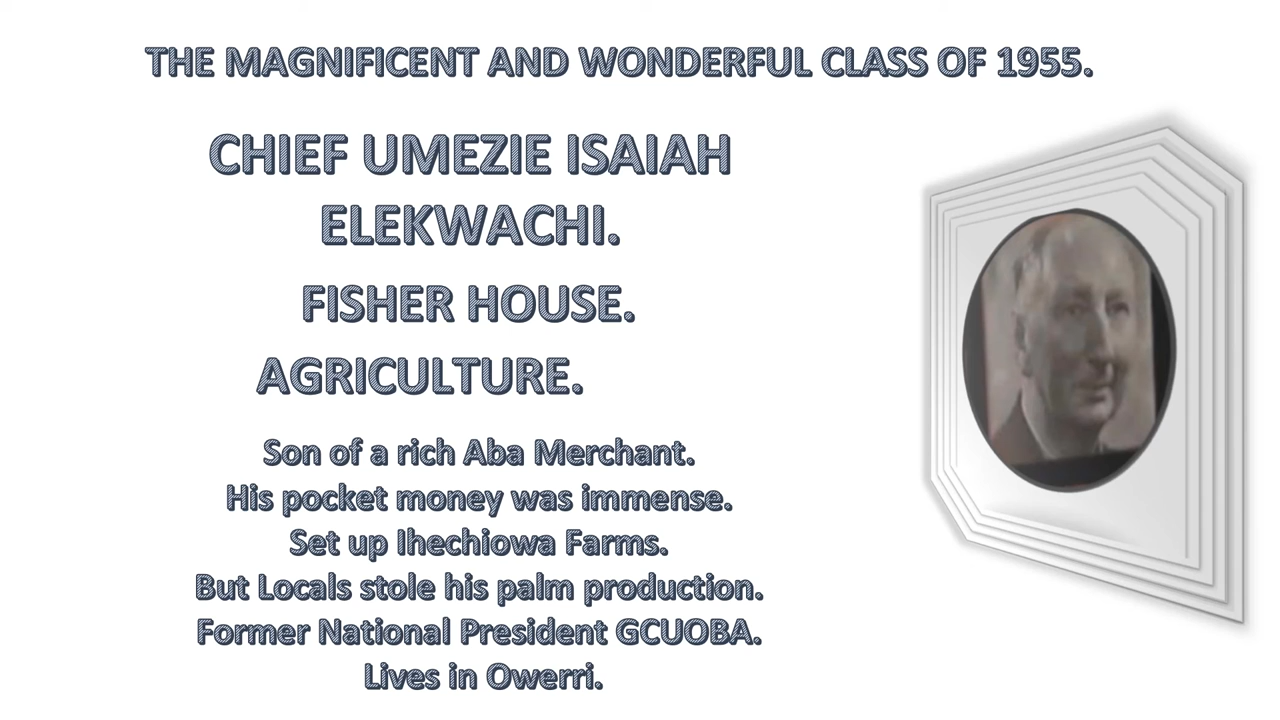 THE MAGNIFICENT AND WONDERFUL CLASS OF 1955.
CHIEF UMEZIE ISAIAH
ELEKWACHI.
FISHER HOUSE.
AGRICULTURE.
Son of a rich Aba Merchant.
His pocket money was immense.
Set up Ihechiowa Farms.
But Locals stole his palm production.
Former National President GCUOBA.
Lives in Owerri.